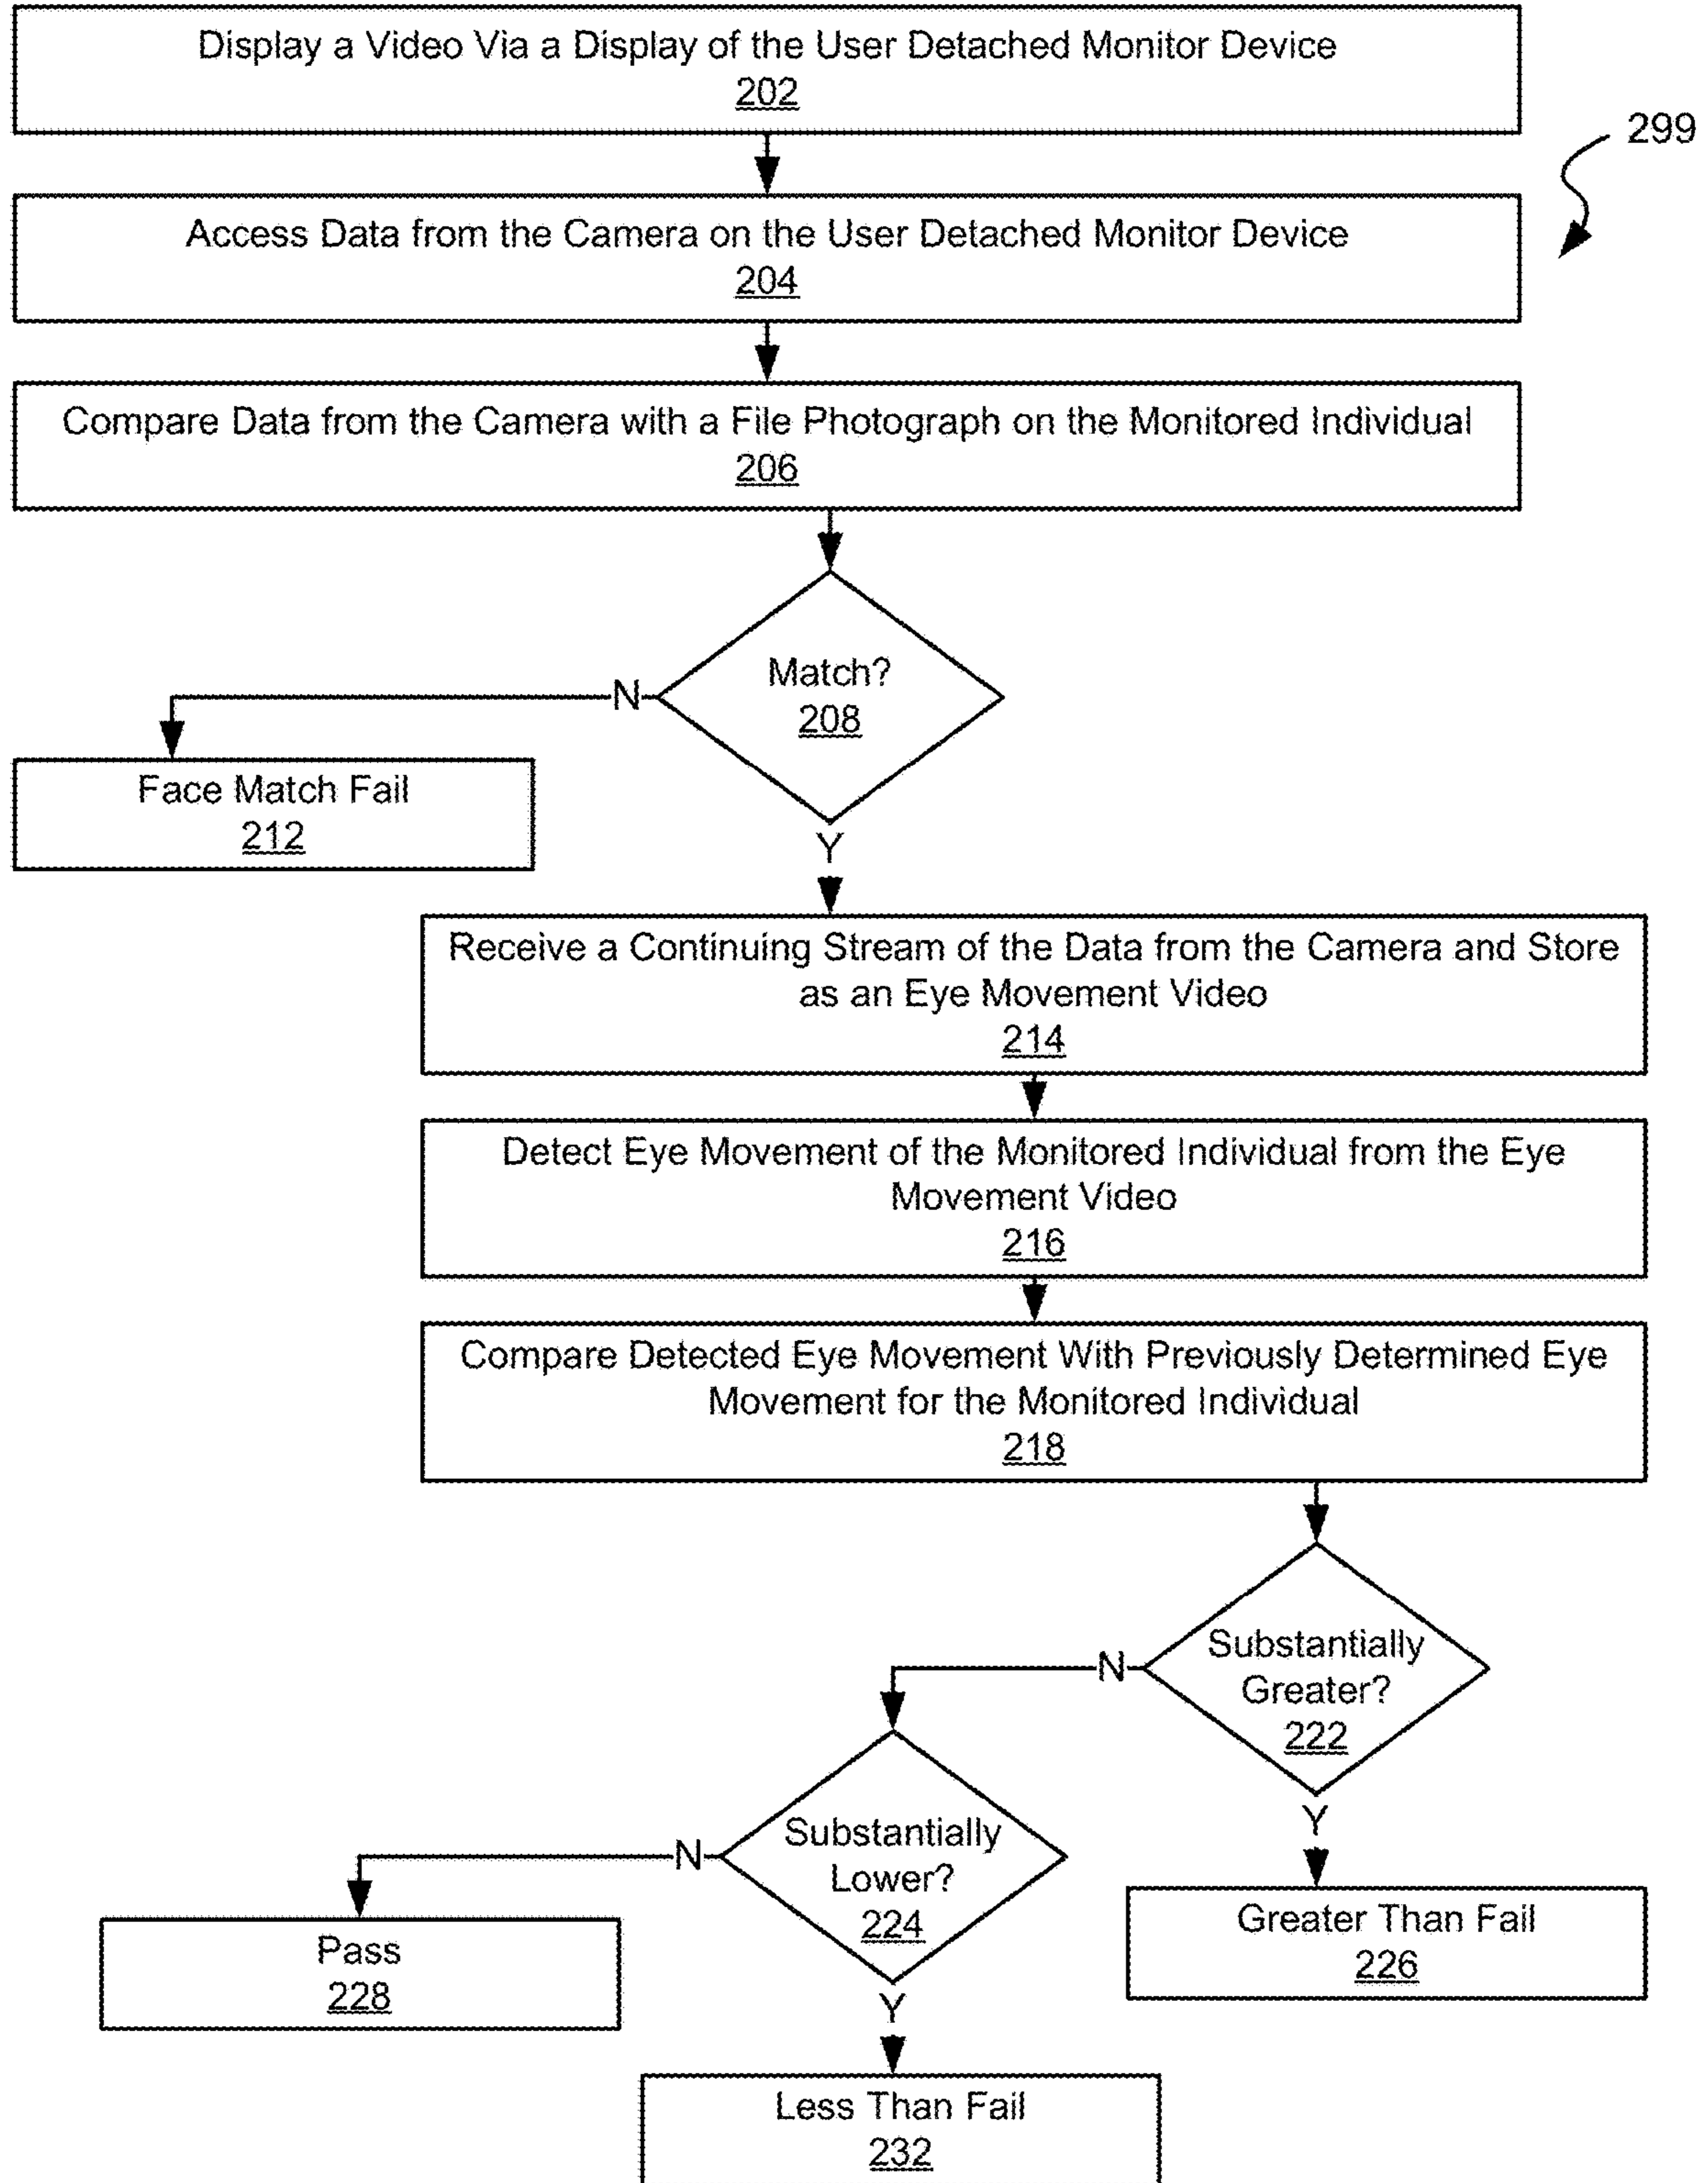 Display a Video Via a Display of the User Detached Monitor Device
202
299
Access Data from the Camera on the User Detached Monitor Device
204
Compare Data from the Camera with a File Photograph on the Monitored Individual
206
Match?
208
N
Face Match Fail
212
Y
Receive a Continuing Stream of the Data from the Camera and Store
as an Eye Movement Video
214
Detect Eye Movement of the Monitored Individual from the Eye
Movement Video
216
Compare Detected Eye Movement With Previously Determined Eye
Movement for the Monitored Individual
218
Substantially
Greater?
222
N
Y
Substantially
Lower?
224
N
Greater Than Fail
226
Pass
228
Y
Less Than Fail
232